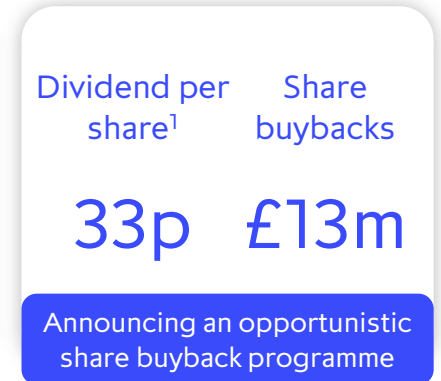 Dividend per share¹
Share buybacks
33p
£13m
Announcing an opportunistic
share buyback programme